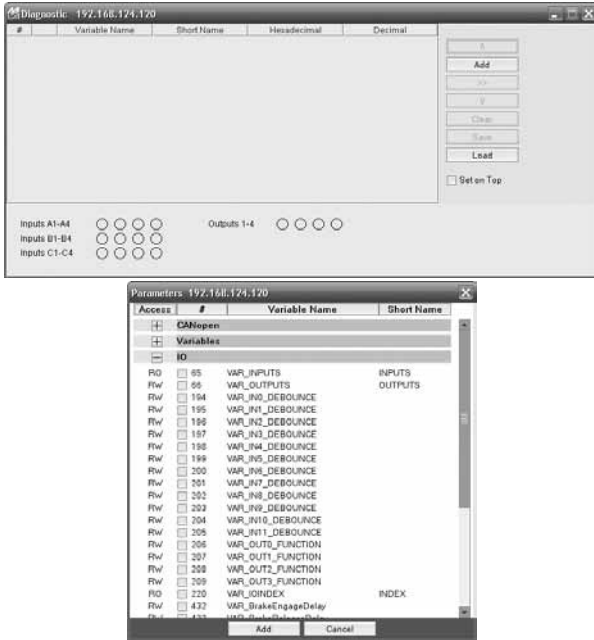 Diagnostic 192.168.124.120
# Variable Name Short Name Hexadecimal Decimal
A
Add
>>
V
Clear
Save
Load
Set on Top
Inputs A1-A4 Outputs 1-4
Inputs B1-B4
Inputs C1-C4
Parameters 192.168.124.120
Access # Variable Name Short Name
CANopen
Variables
IO
RO 65 VAR_INPUTS INPUTS
RW 66 VAR_OUTPUTS OUTPUTS
RW 194 VAR_IN0_DEBOUNCE
RW 195 VAR_IN1_DEBOUNCE
RW 196 VAR_IN2_DEBOUNCE
RW 197 VAR_IN3_DEBOUNCE
RW 198 VAR_IN4_DEBOUNCE
RW 199 VAR_IN5_DEBOUNCE
RW 200 VAR_IN6_DEBOUNCE
RW 201 VAR_IN7_DEBOUNCE
RW 202 VAR_IN8_DEBOUNCE
RW 203 VAR_IN9_DEBOUNCE
RW 204 VAR_IN10_DEBOUNCE
RW 205 VAR_IN11_DEBOUNCE
RW 206 VAR_OUT0_FUNCTION
RW 207 VAR_OUT1_FUNCTION
RW 208 VAR_OUT2_FUNCTION
RW 209 VAR_OUT3_FUNCTION
RO 220 VAR_IOINDEX INDEX
RW 432 VAR_BrakeEngageDelay
RW 433 VAR_BrakeReleaseDelay
Add Cancel